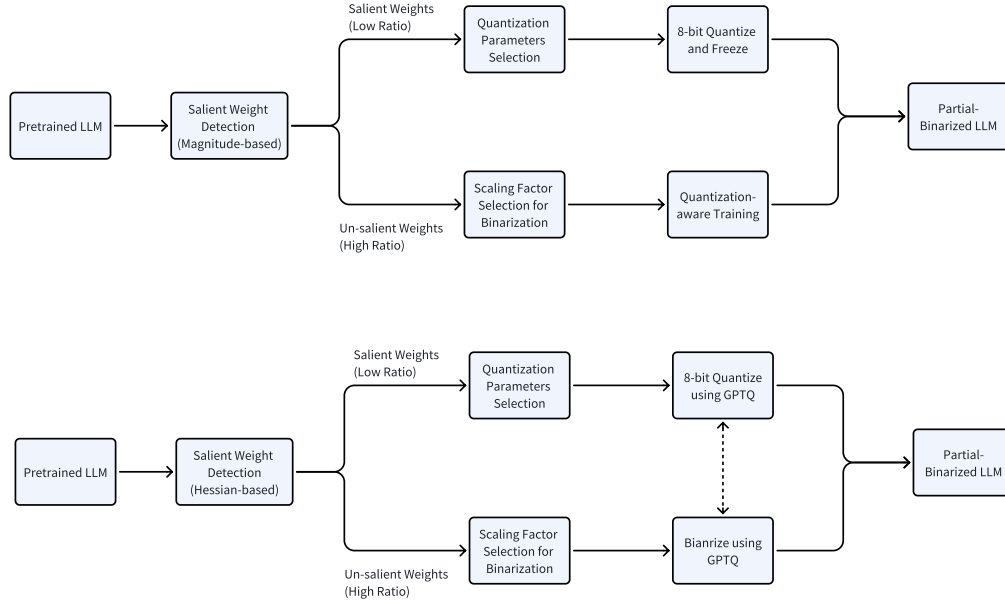 Salient Weights
(Low Ratio)
Quantization
Parameters
Selection
8-bit Quantize
and Freeze
Pretrained LLM
Salient Weight
Detection
(Magnitude-based)
Partial-
Binarized LLM
Un-salient Weights
(High Ratio)
Scaling Factor
Selection for
Binarization
Quantization-
aware Training
Salient Weights
(Low Ratio)
Quantization
Parameters
Selection
8-bit Quantize
using GPTQ
Pretrained LLM
Salient Weight
Detection
(Hessian-based)
Partial-
Binarized LLM
Un-salient Weights
(High Ratio)
Scaling Factor
Selection for
Binarization
Bianrize using
GPTQ